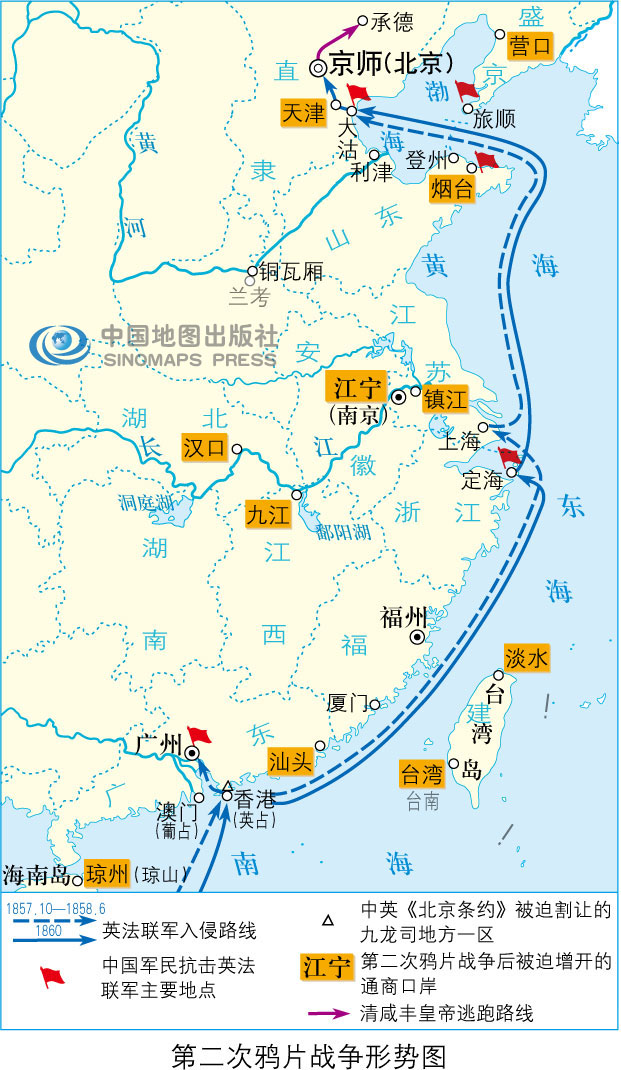 承德
盛
京
营口
京师(北京)
直
隶
天津
大沽
渤
海
旅顺
黄
河
利津
登州
烟台
山
东
铜瓦厢
兰考
黄
海
中国地图出版社
SINOMAPS PRESS
安
徽
江
苏
江宁
(南京)
镇江
湖
北
长
江
汉口
上海
定海
九江
洞庭湖
鄱阳湖
浙
江
东
海
湖
南
江
西
福
建
福州
淡水
台
湾
岛
厦门
广州
广
东
汕头
台湾
台南
澳门
(葡占)
香港
(英占)
南
海
海南岛
琼州
(琼山)
1857.10—1858.6
1860
英法联军入侵路线
中国军民抗击英法
联军主要地点
中英《北京条约》被迫割让的
九龙司地方一区
江宁
第二次鸦片战争后被迫增开的
通商口岸
清咸丰皇帝逃跑路线
第二次鸦片战争形势图